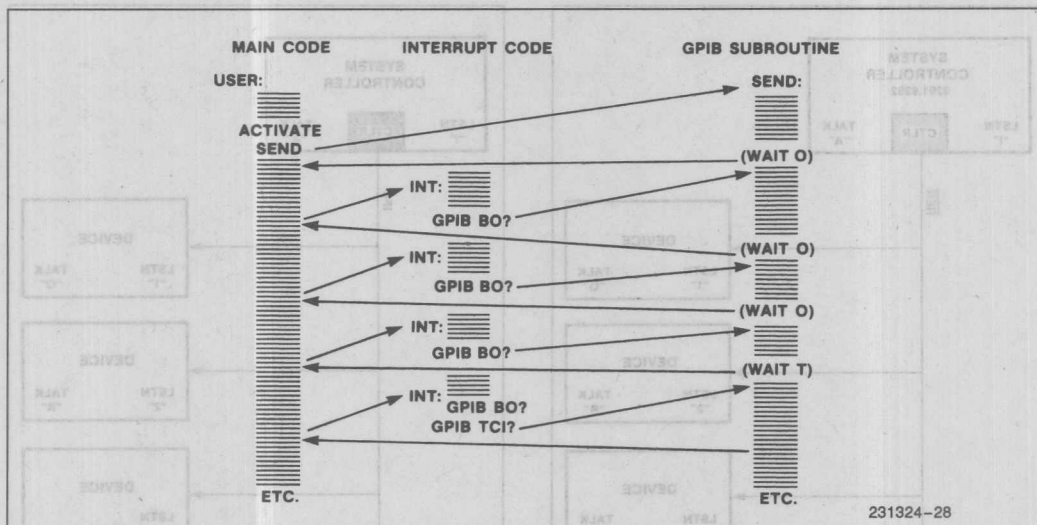 MAIN CODE INTERRUPT CODE GPIB SUBROUTINE
USER: SEND:
ACTIVATE
SEND
(WAIT O)
INT:
GPIB BO?
(WAIT O)
INT:
GPIB BO?
(WAIT O)
INT:
GPIB BO?
(WAIT T)
INT:
GPIB BO?
GPIB TCI?
ETC. ETC.
231324-28